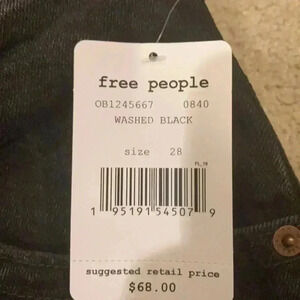 free people
OB1245667 0840
WASHED BLACK
size 28
1 95191 54507 9
suggested retail price
$68.00